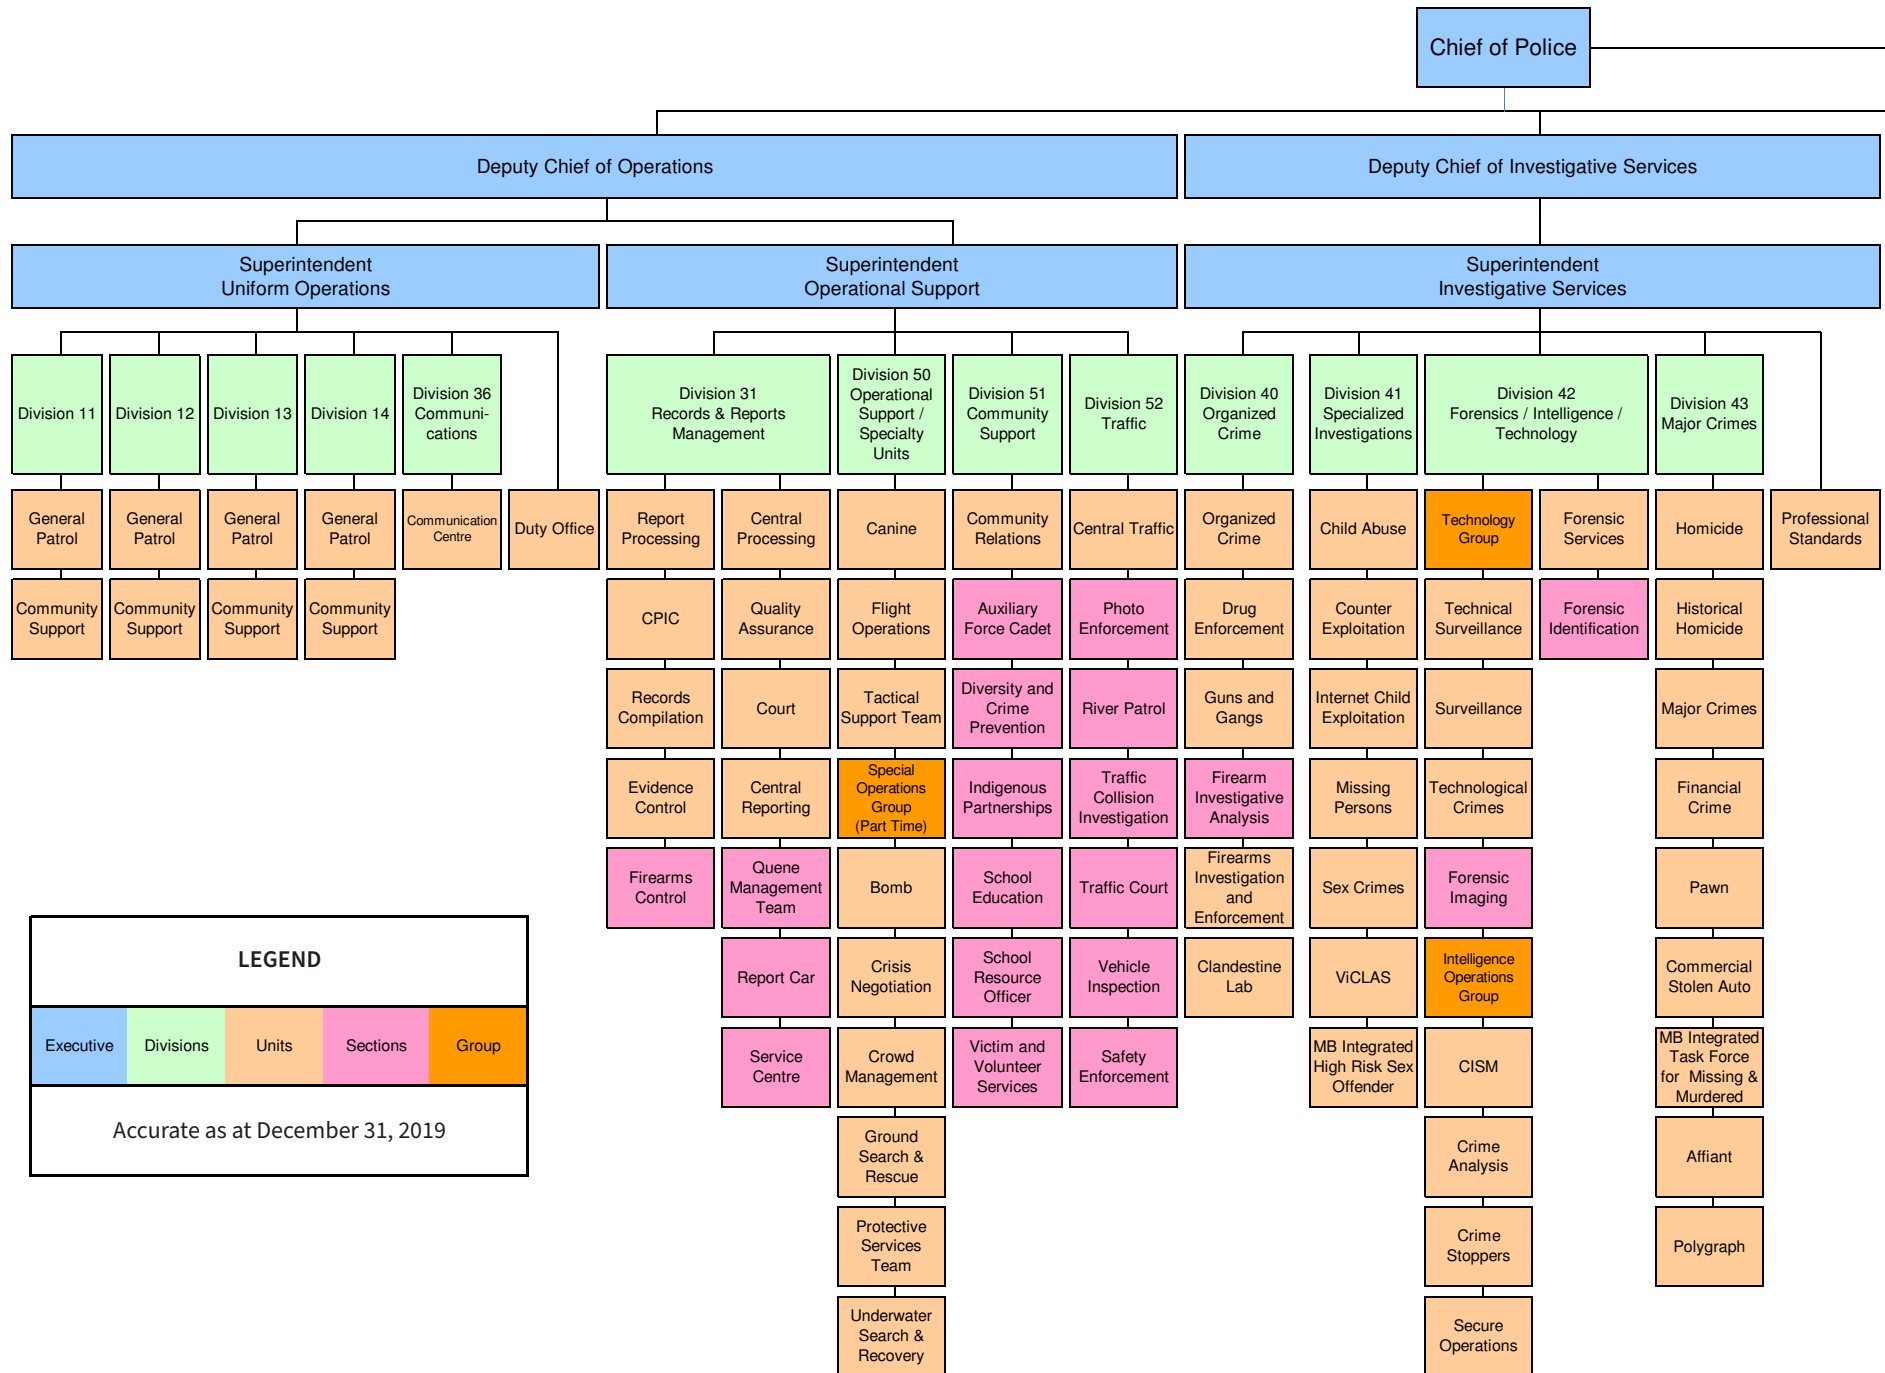 Chief of Police
Deputy Chief of Operations
Deputy Chief of Investigative Services
Superintendent
Uniform Operations
Superintendent
Operational Support
Superintendent
Investigative Services
Division 11
Division 12
Division 13
Division 14
Division 36
Communi-
cations
Division 31
Records & Reports
Management
Division 50
Operational
Support /
Specialty
Units
Division 51
Community
Support
Division 52
Traffic
Division 40
Organized
Crime
Division 41
Specialized
Investigations
Division 42
Forensics / Intelligence /
Technology
Division 43
Major Crimes
General
Patrol
General
Patrol
General
Patrol
General
Patrol
Communication
Centre
Duty Office
Report
Processing
Central
Processing
Canine
Community
Relations
Central Traffic
Organized
Crime
Child Abuse
Technology
Group
Forensic
Services
Homicide
Professional
Standards
Community
Support
Community
Support
Community
Support
Community
Support
CPIC
Quality
Assurance
Flight
Operations
Auxiliary
Force Cadet
Photo
Enforcement
Drug
Enforcement
Counter
Exploitation
Technical
Surveillance
Forensic
Identification
Historical
Homicide
Records
Compilation
Court
Tactical
Support Team
Diversity and
Crime
Prevention
River Patrol
Guns and
Gangs
Internet Child
Exploitation
Surveillance
Major Crimes
Evidence
Control
Central
Reporting
Special
Operations
Group
(Part Time)
Indigenous
Partnerships
Traffic
Collision
Investigation
Firearm
Investigative
Analysis
Missing
Persons
Technological
Crimes
Financial
Crime
Firearms
Control
Quene
Management
Team
Bomb
School
Education
Traffic Court
Firearms
Investigation
and
Enforcement
Sex Crimes
Forensic
Imaging
Pawn
Report Car
Crisis
Negotiation
School
Resource
Officer
Vehicle
Inspection
Clandestine
Lab
ViCLAS
Intelligence
Operations
Group
Commercial
Stolen Auto
Service
Centre
Crowd
Management
Victim and
Volunteer
Services
Safety
Enforcement
MB Integrated
High Risk Sex
Offender
CISM
MB Integrated
Task Force
for Missing &
Murdered
Ground
Search &
Rescue
Crime
Analysis
Affiant
Protective
Services
Team
Crime
Stoppers
Polygraph
Underwater
Search &
Recovery
Secure
Operations
LEGEND
Executive
Divisions
Units
Sections
Group
Accurate as at December 31, 2019